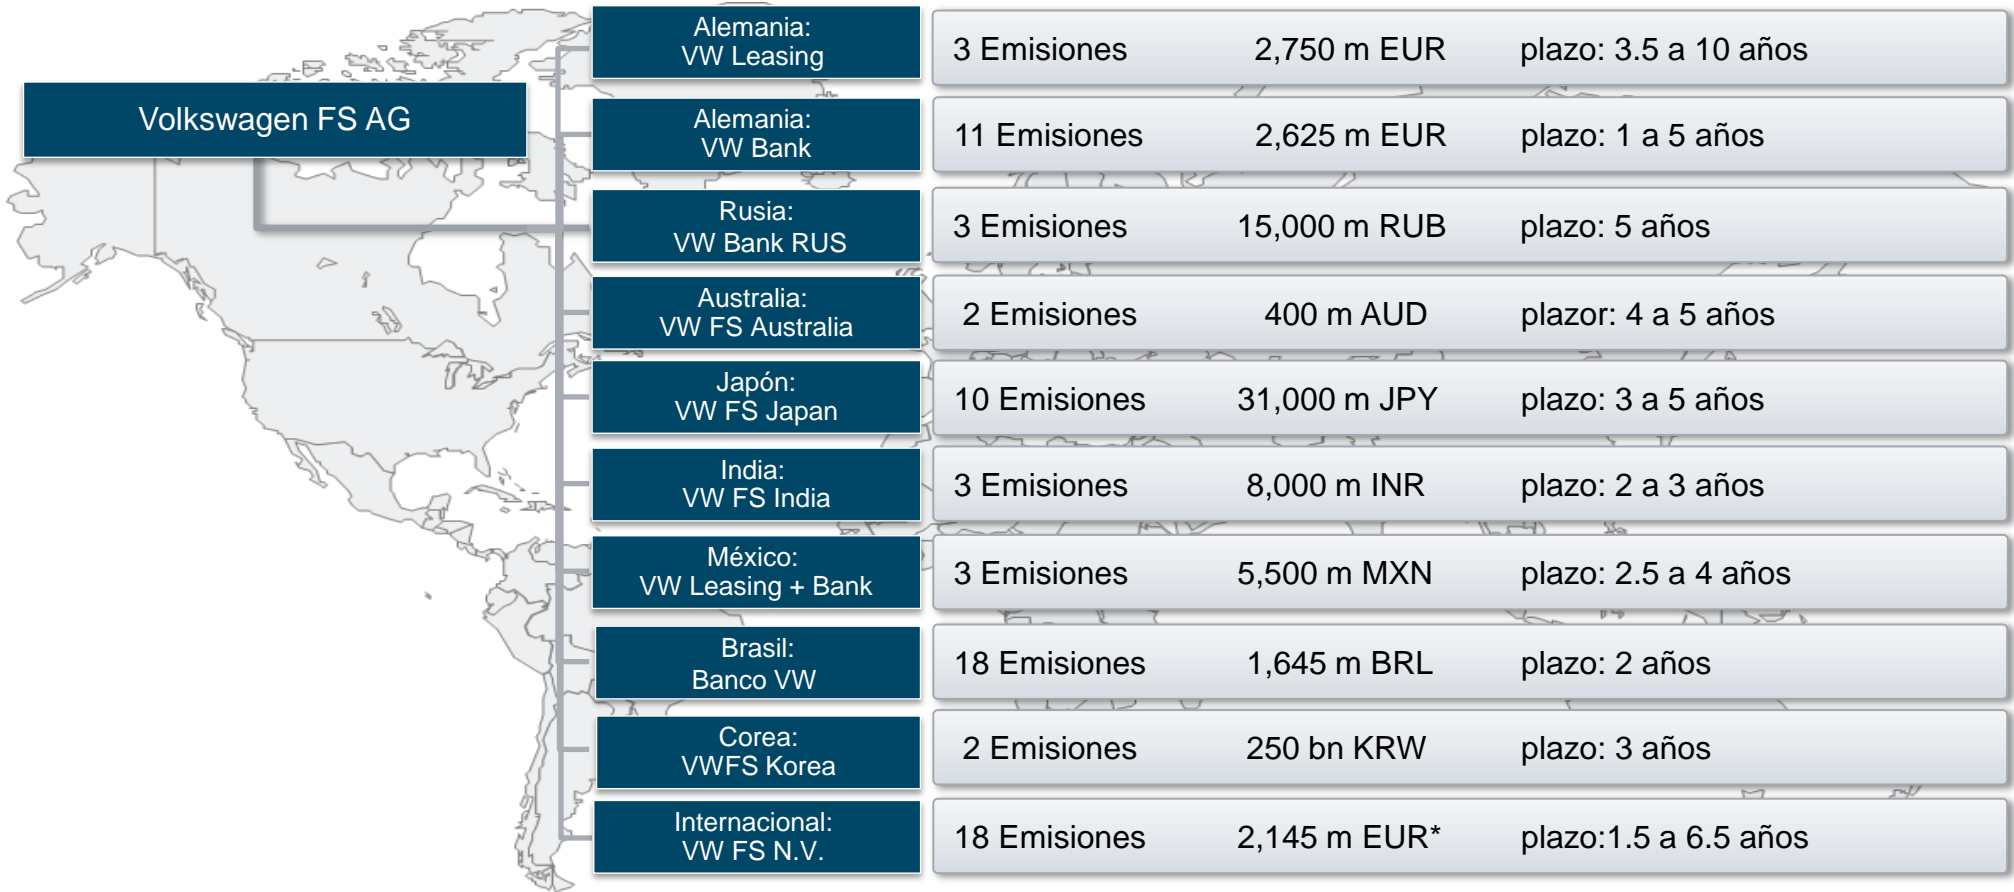 Volkswagen FS AG
Alemania:
VW Leasing
3 Emisiones 2,750 m EUR plazo: 3.5 a 10 años
Alemania:
VW Bank
11 Emisiones 2,625 m EUR plazo: 1 a 5 años
Rusia:
VW Bank RUS
3 Emisiones 15,000 m RUB plazo: 5 años
Australia:
VW FS Australia
2 Emisiones 400 m AUD plazor: 4 a 5 años
Japón:
VW FS Japan
10 Emisiones 31,000 m JPY plazo: 3 a 5 años
India:
VW FS India
3 Emisiones 8,000 m INR plazo: 2 a 3 años
México:
VW Leasing + Bank
3 Emisiones 5,500 m MXN plazo: 2.5 a 4 años
Brasil:
Banco VW
18 Emisiones 1,645 m BRL plazo: 2 años
Corea:
VWFS Korea
2 Emisiones 250 bn KRW plazo: 3 años
Internacional:
VW FS N.V.
18 Emisiones 2,145 m EUR* plazo:1.5 a 6.5 años